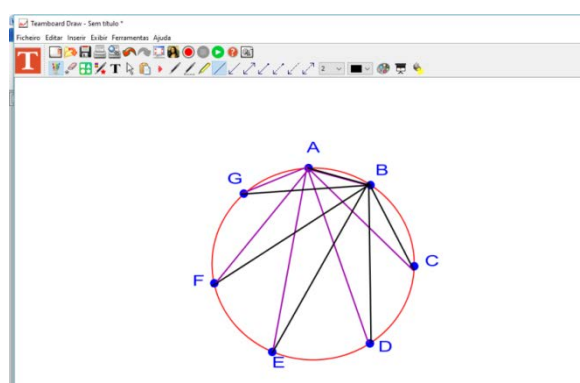 Teamboard Draw - Sem título *
Ficheiro Editar Inserir Exibir Ferramentas Ajuda
T
T
2
A
B
G
C
F
D
E